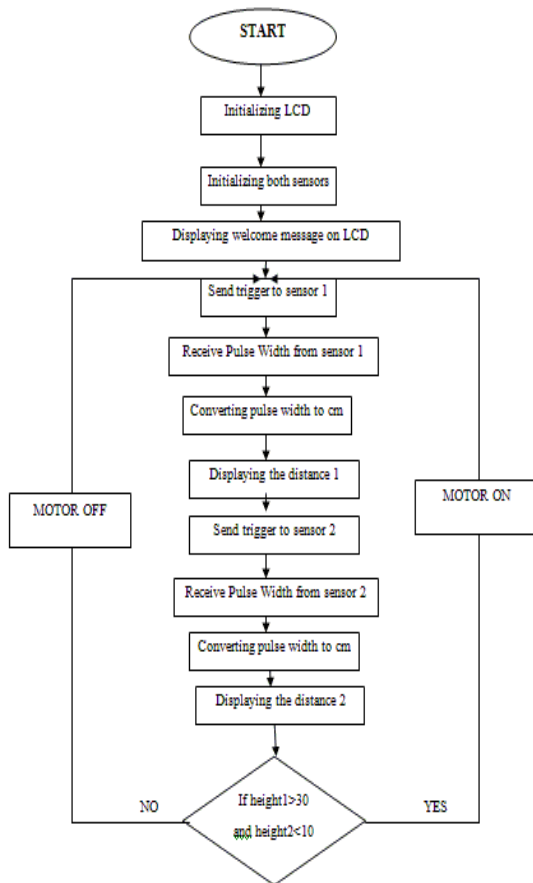 START
Initializing LCD
Initializing both sensors
Displaying welcome message on LCD
Send trigger to sensor 1
Receive Pulse Width from sensor 1
Converting pulse width to cm
Displaying the distance 1
MOTOR OFF
MOTOR ON
Send trigger to sensor 2
Receive Pulse Width from sensor 2
Converting pulse width to cm
Displaying the distance 2
NO
If height1>30
and height2<10
YES